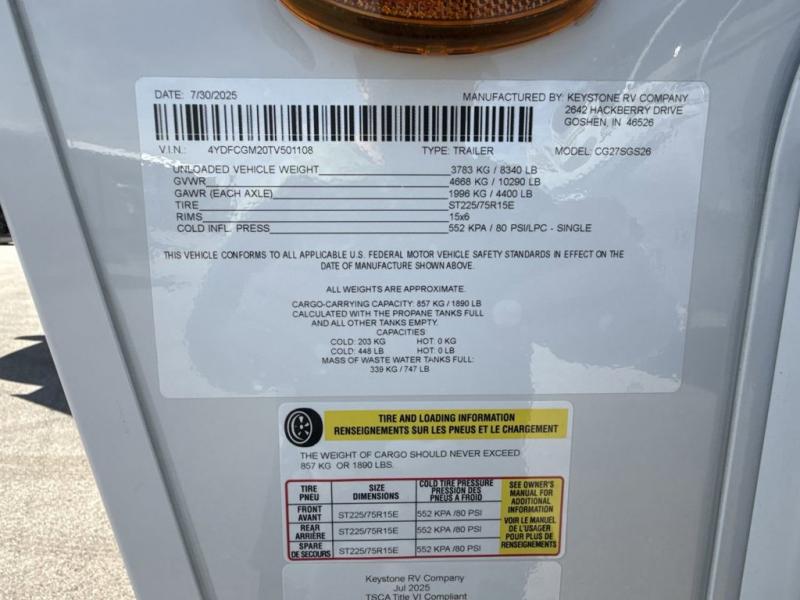 DATE: 7/30/2025
MANUFACTURED BY: KEYSTONE RV COMPANY
2642 HACKBERRY DRIVE
GOSHEN, IN 46526
V.I.N.: 4YDFCGM20TV501108 TYPE: TRAILER MODEL: CG27SGS26
UNLOADED VEHICLE WEIGHT 3783 KG / 8340 LB
GVWR 4668 KG / 10290 LB
GAWR (EACH AXLE) 1996 KG / 4400 LB
TIRE ST225/75R15E
RIMS 15x6
COLD INFL. PRESS 552 KPA / 80 PSI/LPC - SINGLE
THIS VEHICLE CONFORMS TO ALL APPLICABLE U.S. FEDERAL MOTOR VEHICLE SAFETY STANDARDS IN EFFECT ON THE
DATE OF MANUFACTURE SHOWN ABOVE.
ALL WEIGHTS ARE APPROXIMATE.
CARGO-CARRYING CAPACITY: 857 KG / 1890 LB
CALCULATED WITH THE PROPANE TANKS FULL
AND ALL OTHER TANKS EMPTY.
CAPACITIES:
COLD: 203 KG HOT: 0 KG
COLD: 448 LB HOT: 0 LB
MASS OF WASTE WATER TANKS FULL:
339 KG / 747 LB
TIRE AND LOADING INFORMATION
RENSEIGNEMENTS SUR LES PNEUS ET LE CHARGEMENT
THE WEIGHT OF CARGO SHOULD NEVER EXCEED
857 KG OR 1890 LBS.
TIRE
PNEU
SIZE
DIMENSIONS
COLD TIRE PRESSURE
PRESSION DES
PNEUS A FROID
FRONT
AVANT
ST225/75R15E
552 KPA /80 PSI
REAR
ARRIÈRE
ST225/75R15E
552 KPA /80 PSI
SPARE
DE SECOURS
ST225/75R15E
552 KPA /80 PSI
SEE OWNER'S
MANUAL FOR
ADDITIONAL
INFORMATION
VOIR LE MANUEL
DE L'USAGER
POUR PLUS DE
RENSEIGNEMENTS
Keystone RV Company
Jul 2025
TSCA Title VI Compliant